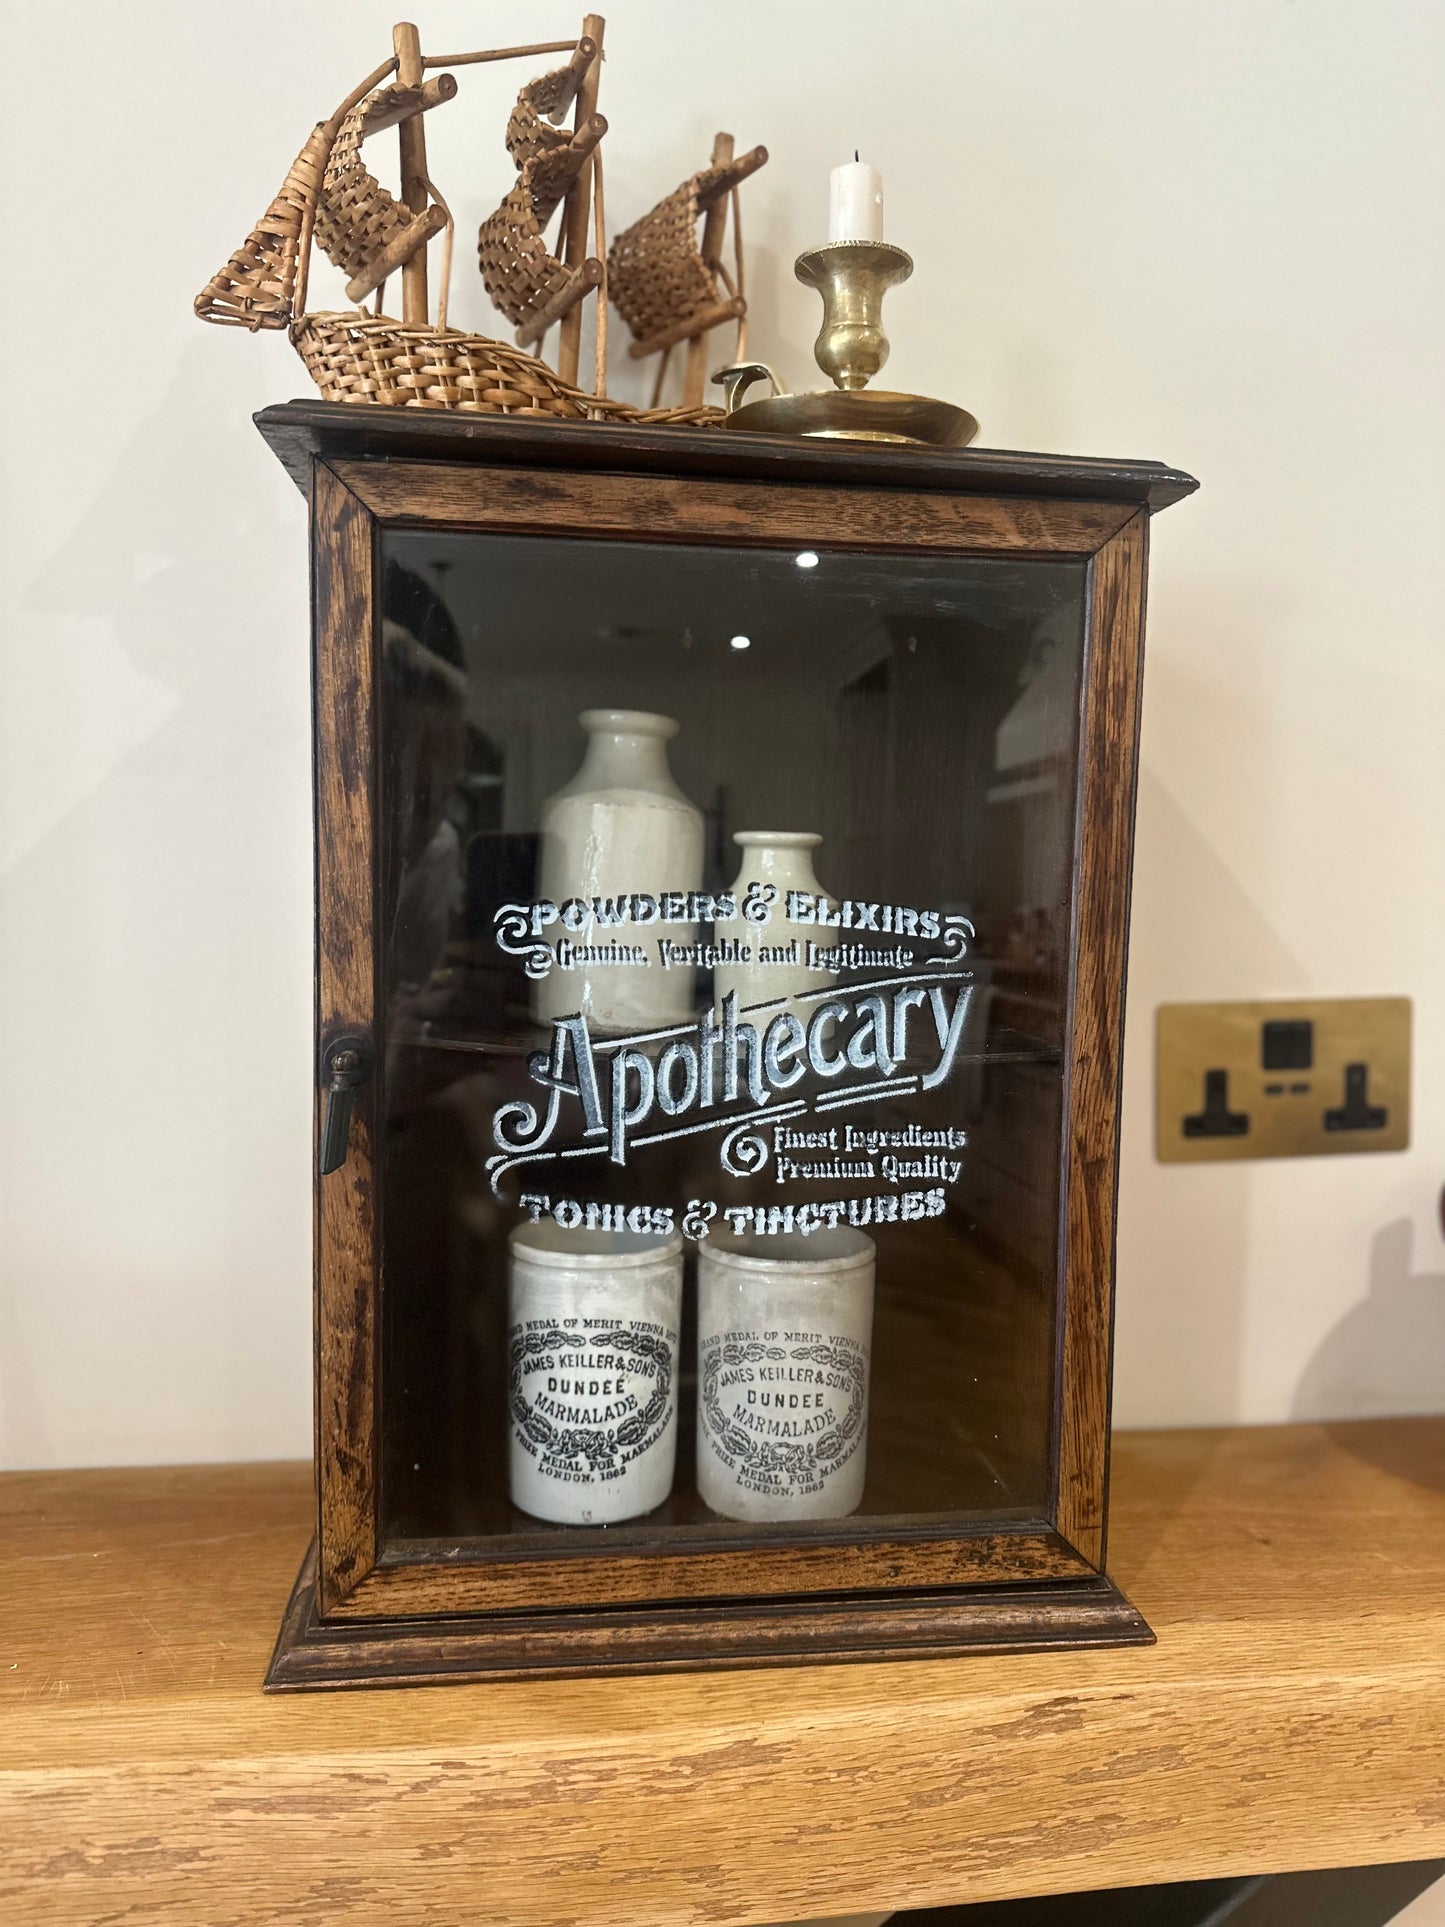 POWDERS & ELIXIRS
Genuine, Veritable and Legitimate
Apothecary
Finest Ingredients
Premium Quality
TONICS & TINCTURES
GRAND MEDAL OF MERIT VIENNA
JAMES KEILLER & SON'S
DUNDEE
MARMALADE
PRIZE MEDAL FOR MARMALADE
LONDON, 1862
GRAND MEDAL OF MERIT VIENNA
JAMES KEILLER & SON'S
DUNDEE
MARMALADE
PRIZE MEDAL FOR MARMALADE
LONDON, 1862